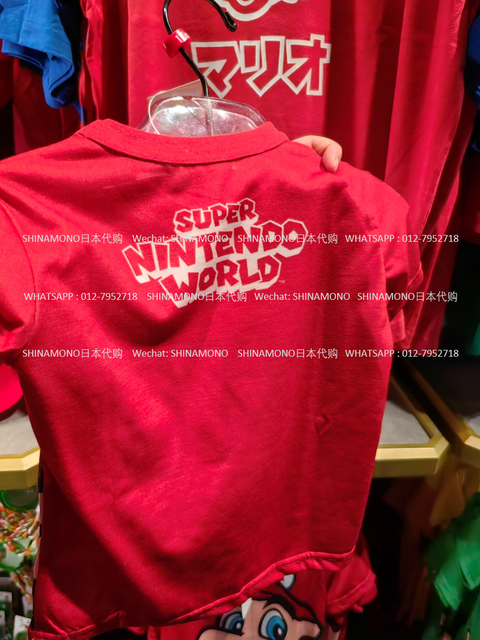 マリオ
SUPER
NINTENDO
WORLD
TM
SHINAMONO日本代购 Wechat: SHINAMONO SHINAMONO日本代购 WHATSAPP : 012-7952718
WHATSAPP : 012-7952718 SHINAMONO日本代购 Wechat: SHINAMONO SHINAMONO日本代购
SHINAMONO日本代购 Wechat: SHINAMONO SHINAMONO日本代购 WHATSAPP : 012-7952718